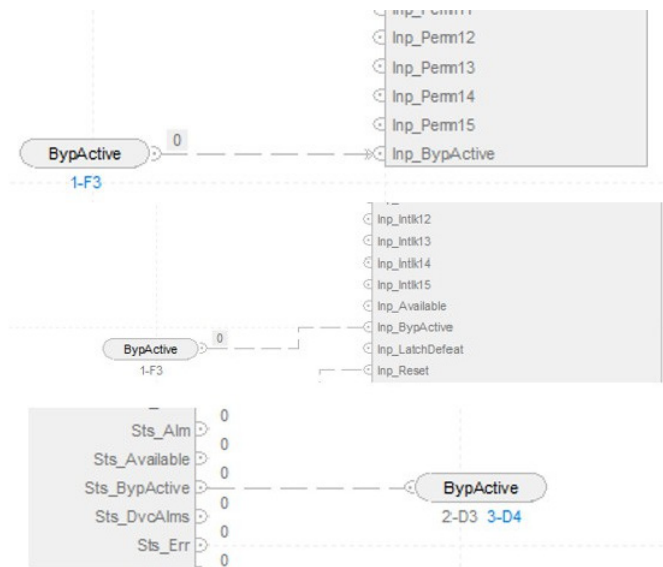 Inp_Perm12
Inp_Perm13
Inp_Perm14
Inp_Perm15
BypActive 0 Inp_BypActive
1-F3
Inp_Intlk12
Inp_Intlk13
Inp_Intlk14
Inp_Intlk15
Inp_Available
Inp_BypActive
BypActive 0 Inp_LatchDefeat
1-F3 Inp_Reset
Sts_Alm 0
Sts_Available 0
Sts_BypActive 0 BypActive
Sts_DvcAlms 0 2-D3 3-D4
Sts_Err 0
0